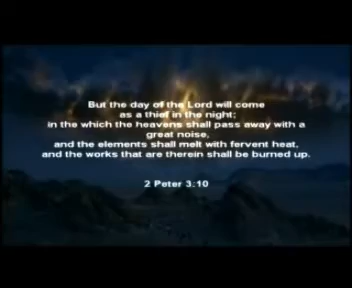 But the day of the Lord will come
as a thief in the night;
in the which the heavens shall pass away with a
great noise,
and the elements shall melt with fervent heat,
and the works that are therein shall be burned up.
2 Peter 3:10